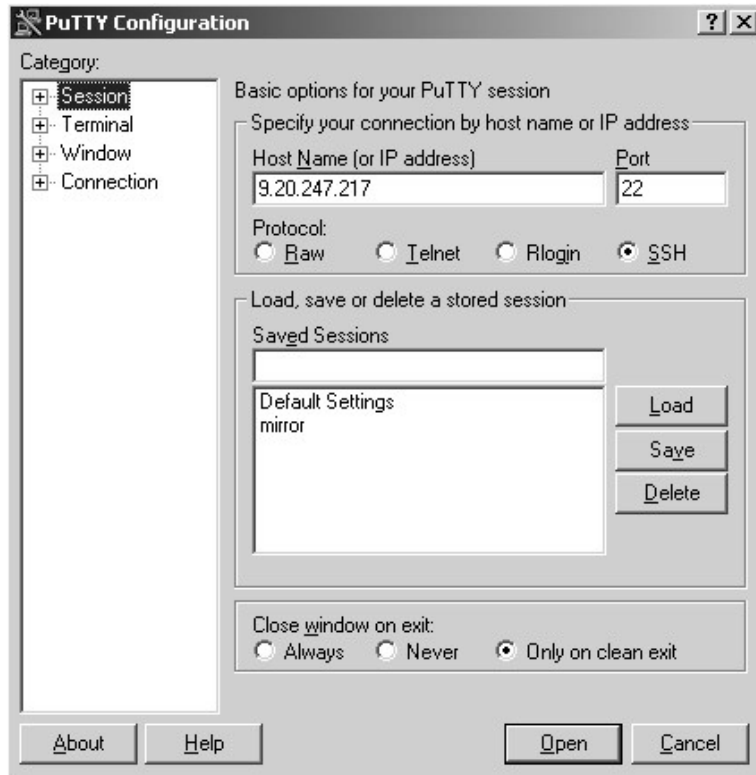 PuTTY Configuration
Category:
Session
Terminal
Window
Connection
Basic options for your PuTTY session
Specify your connection by host name or IP address
Host Name (or IP address) Port
9.20.247.217 22
Protocol:
Raw Telnet Rlogin SSH
Load, save or delete a stored session
Saved Sessions
Default Settings
mirror
Load
Save
Delete
Close window on exit:
Always Never Only on clean exit
About Help Open Cancel